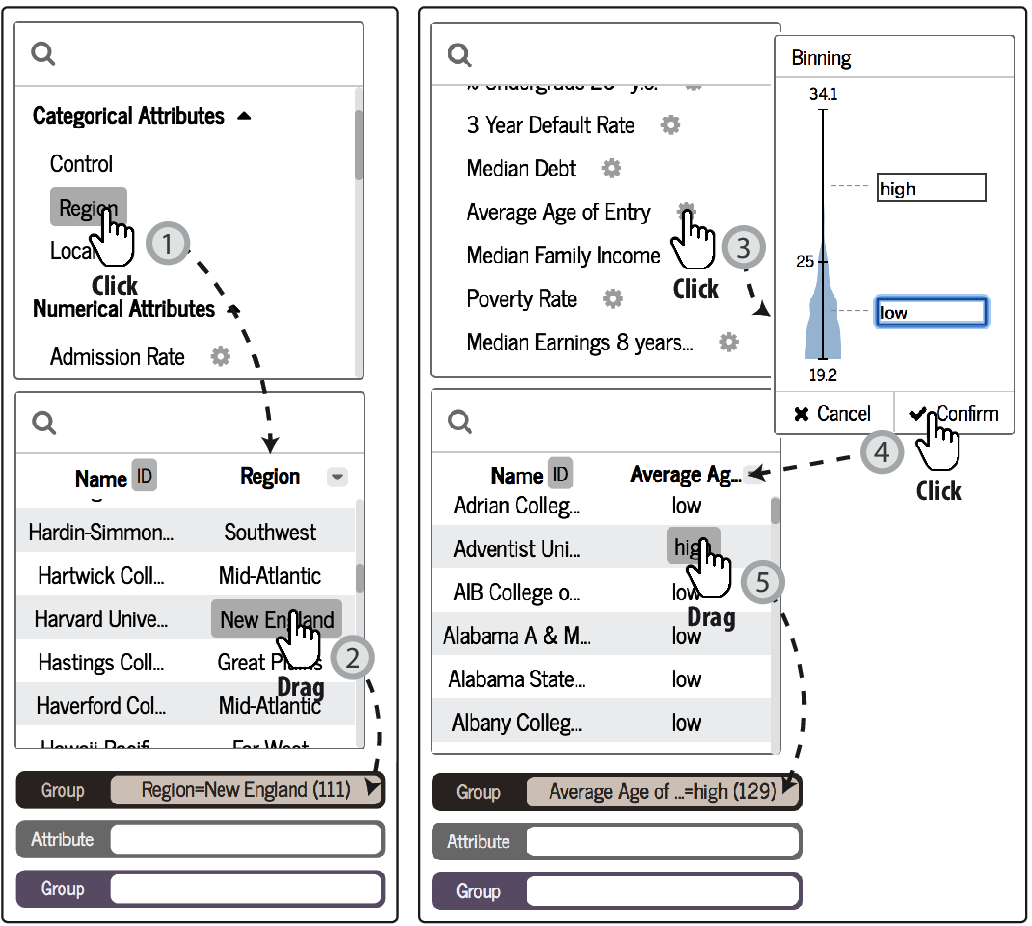 Categorical Attributes
Control
Region
Local
1
Click
Numerical Attributes
Admission Rate
Name ID Region
Hardin-Simmon... Southwest
Hartwick Coll... Mid-Atlantic
Harvard Unive... New England
Hastings Coll... Great Plains
2
Drag
Haverford Col... Mid-Atlantic
Hawaii Pacif... Far West
Group Region=New England (111)
Attribute
Group
3 Year Default Rate
Median Debt
Average Age of Entry
3
Median Family Income
Click
Poverty Rate
Median Earnings 8 years...
Binning
34.1
high
25
low
19.2
Cancel Confirm
4
Click
Name ID Average Ag...
Adrian Colleg... low
Adventist Uni... high
AIB College o... low
5
Drag
Alabama A & M... low
Alabama State... low
Albany Colleg... low
Group Average Age of ...=high (129)
Attribute
Group